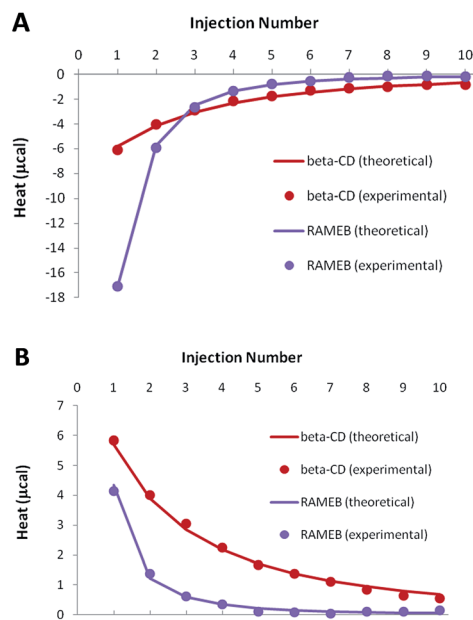 A
Injection Number
0 1 2 3 4 5 6 7 8 9 10
0
-2
-4
-6
-8
-10
-12
-14
-16
-18
Heat (μcal)
beta-CD (theoretical)
beta-CD (experimental)
RAMEB (theoretical)
RAMEB (experimental)
B
Injection Number
0 1 2 3 4 5 6 7 8 9 10
7
6
5
4
3
2
1
0
Heat (μcal)
beta-CD (theoretical)
beta-CD (experimental)
RAMEB (theoretical)
RAMEB (experimental)